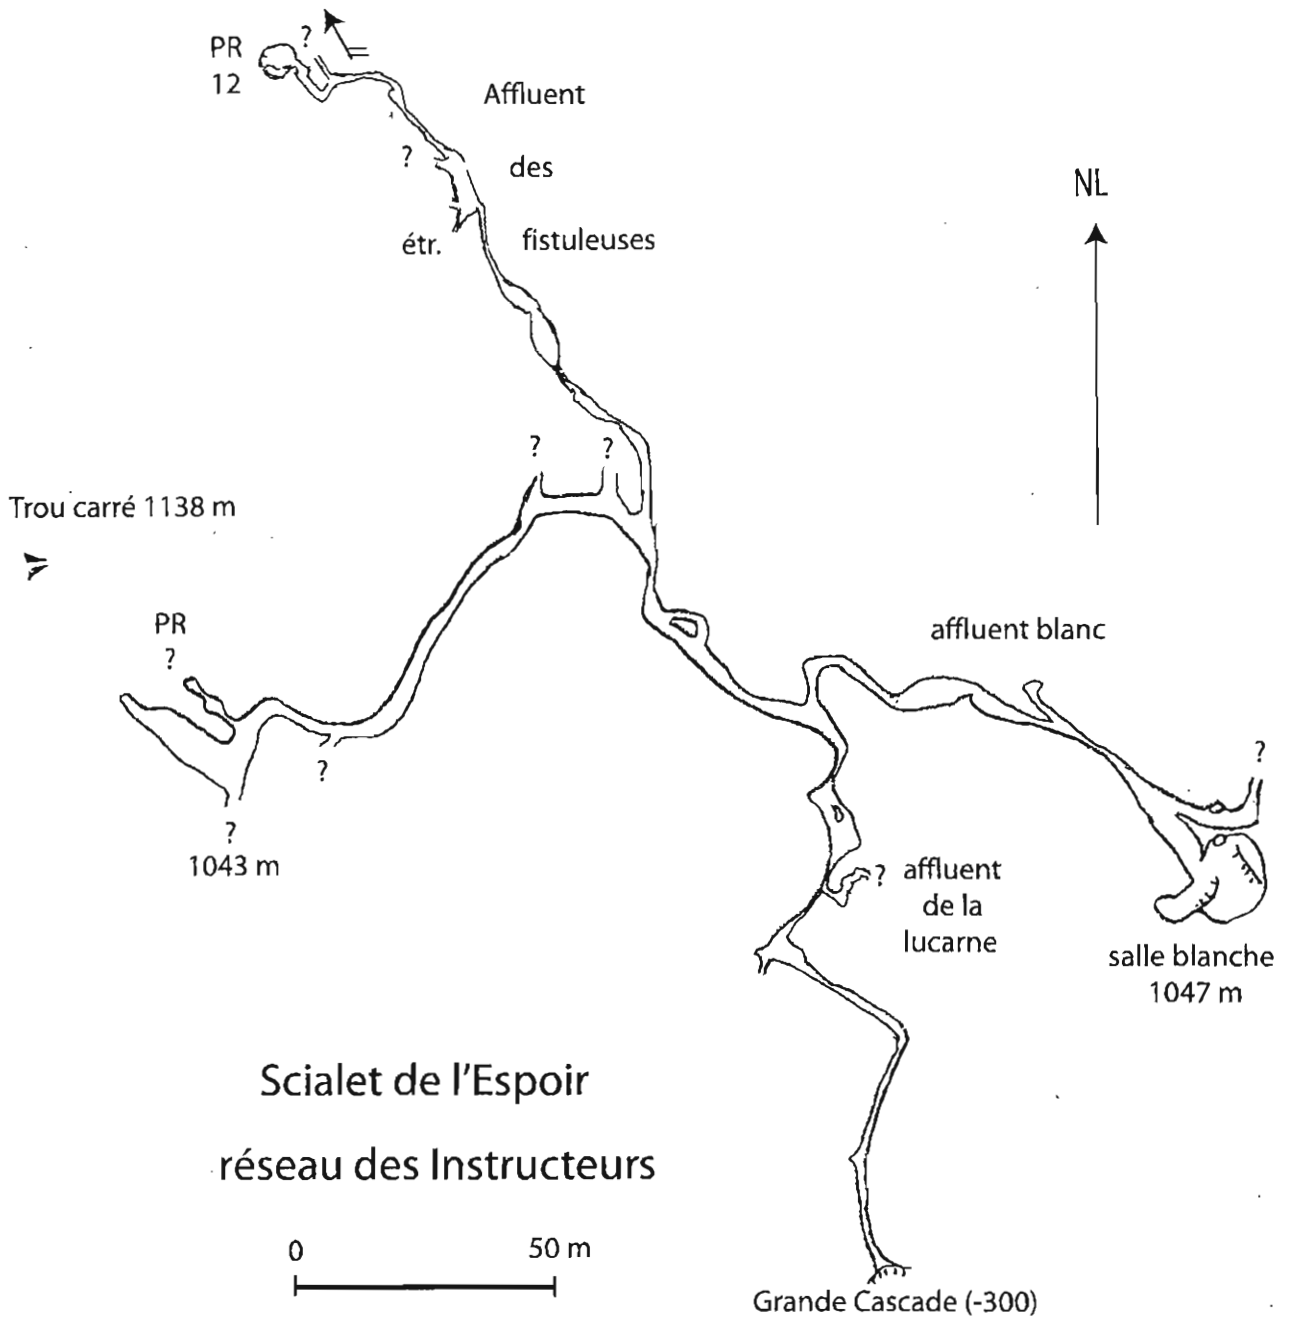 ?
PR
12
Affluent
des
fistuleuses
?
étr.
NL
?
?
Trou carré 1138 m
PR
?
affluent blanc
?
?
?
1043 m
?
affluent
de la
lucarne
salle blanche
1047 m
Scialet de l'Espoir
réseau des Instructeurs
0
50 m
Grande Cascade (-300)